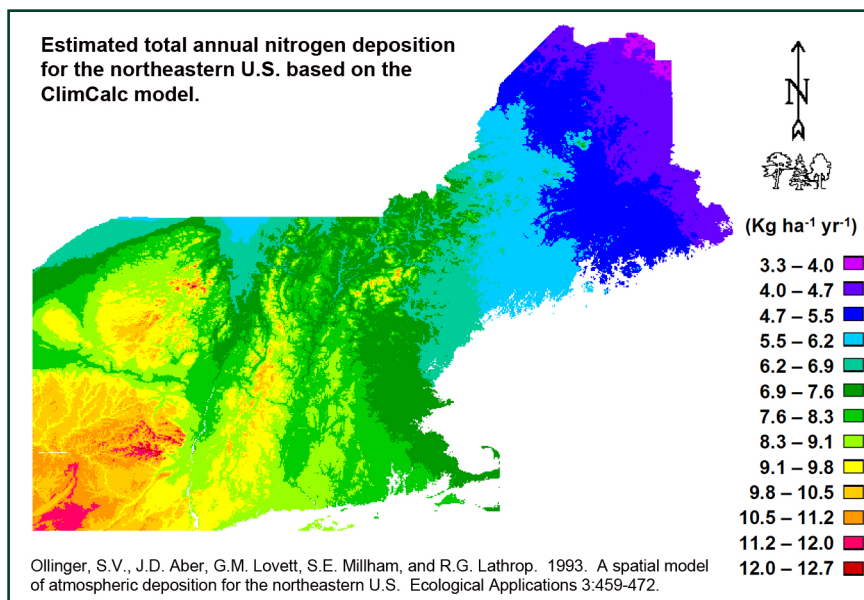 Estimated total annual nitrogen deposition
for the northeastern U.S. based on the
ClimCalc model.
N
(Kg ha⁻¹ yr⁻¹)
3.3 – 4.0
4.0 – 4.7
4.7 – 5.5
5.5 – 6.2
6.2 – 6.9
6.9 – 7.6
7.6 – 8.3
8.3 – 9.1
9.1 – 9.8
9.8 – 10.5
10.5 – 11.2
11.2 – 12.0
12.0 – 12.7
Ollinger, S.V., J.D. Aber, G.M. Lovett, S.E. Millham, and R.G. Lathrop. 1993. A spatial model
of atmospheric deposition for the northeastern U.S. Ecological Applications 3:459-472.